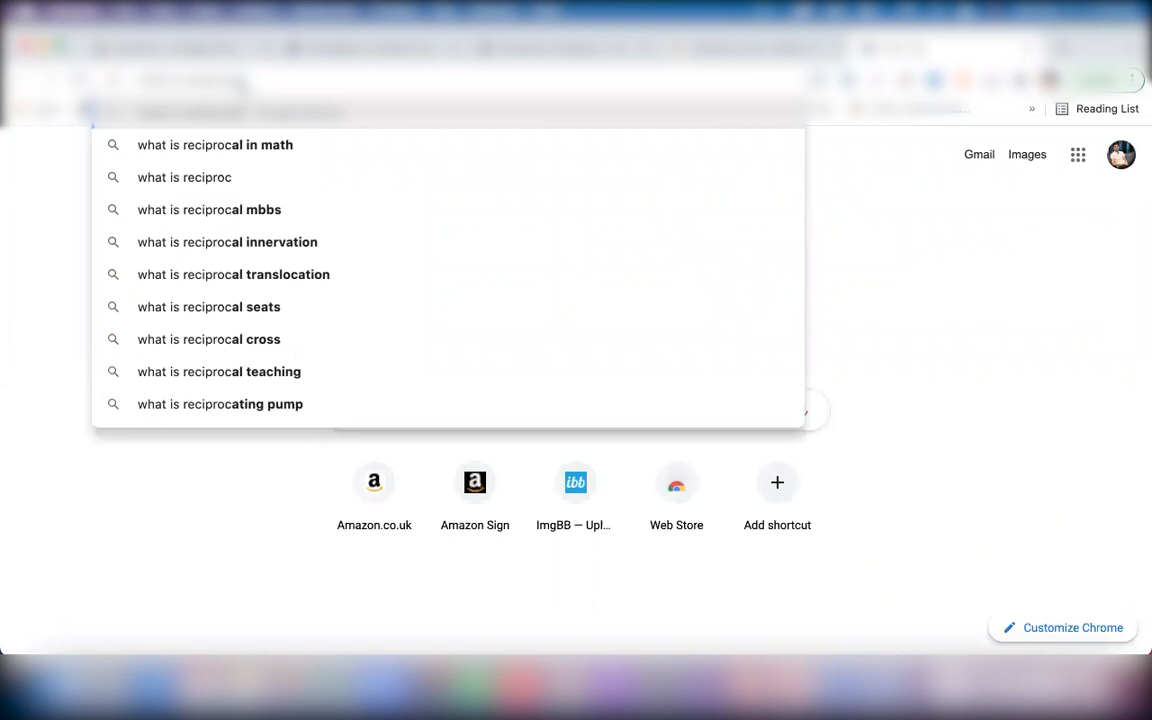 » Reading List
Gmail Images
what is reciprocal in math
what is reciproc
what is reciprocal mbbs
what is reciprocal innervation
what is reciprocal translocation
what is reciprocal seats
what is reciprocal cross
what is reciprocal teaching
what is reciprocating pump
a a ibb
Amazon.co.uk Amazon Sign ImgBB — Upl... Web Store Add shortcut
Customize Chrome